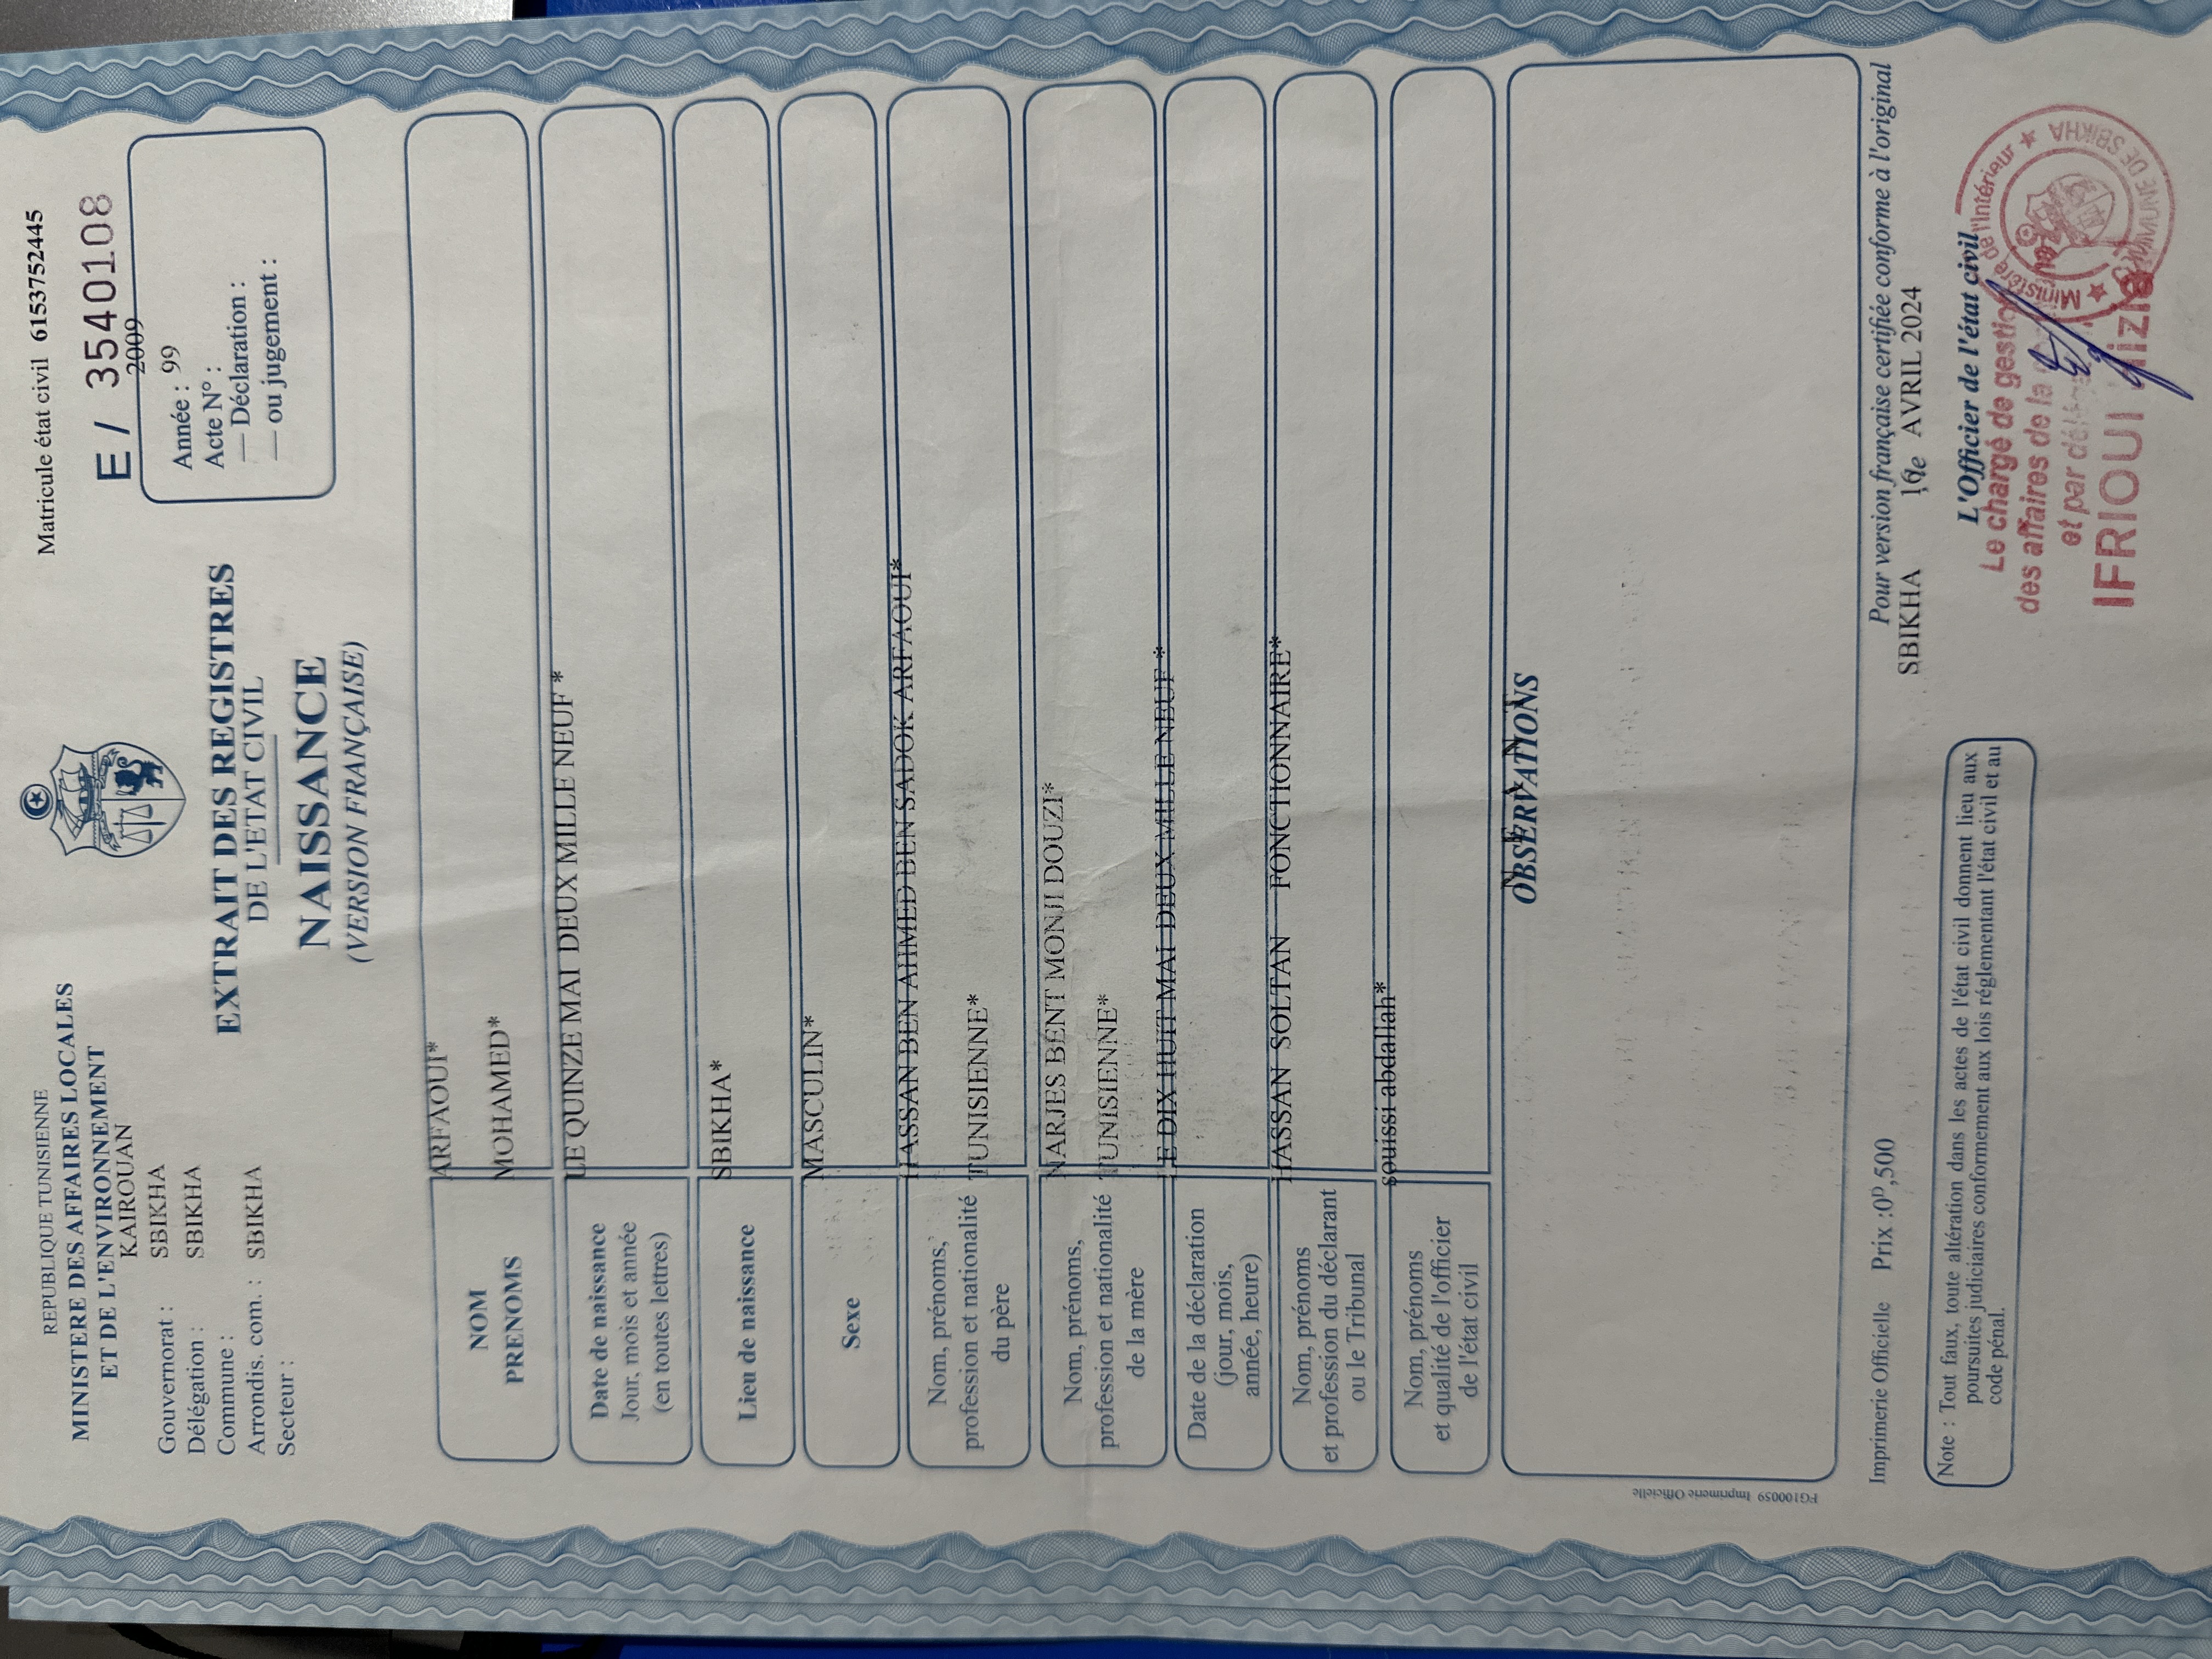 REPUBLIQUE TUNISIENNE
MINISTERE DES AFFAIRES LOCALES
ET DE L'ENVIRONNEMENT
KAIROUAN
Gouvernorat : SBIKHA
Délégation : SBIKHA
Commune :
Arrondis. com. : SBIKHA
Secteur :
Matricule état civil 6153752445
E / 3540108
2009
Année : 99
Acte N° :
— Déclaration :
— ou jugement :
EXTRAIT DES REGISTRES
DE L'ETAT CIVIL
NAISSANCE
(VERSION FRANÇAISE)
NOM
ARFAOUI*
PRENOMS
MOHAMED*
Date de naissance
Jour, mois et année
(en toutes lettres)
LE QUINZE MAI DEUX MILLE NEUF *
Lieu de naissance
SBIKHA*
Sexe
MASCULIN*
Nom, prénoms,
profession et nationalité
du père
HASSAN BEN AHMED BEN SADOK ARFAOUI*
TUNISIENNE*
Nom, prénoms,
profession et nationalité
de la mère
NARJES BENT MONJI DOUZI*
TUNISIENNE*
Date de la déclaration
(jour, mois,
année, heure)
LE DIX HUIT MAI DEUX MILLE NEUF *
Nom, prénoms
et profession du déclarant
ou le Tribunal
HASSAN SOLTAN FONCTIONNAIRE*
Nom, prénoms
et qualité de l'officier
de l'état civil
souissi abdallah*
OBSERVATIONS
FG100059 Imprimerie Officielle
Imprimerie Officielle Prix :0ᴰ,500
Pour version française certifiée conforme à l'original
SBIKHA 16 AVRIL 2024
L'Officier de l'état civil
Le chargé de gestion
des affaires de la
et par
IFRIOUI
Ministère de l'Intérieur ★ COMMUNE DE SBIKHA ★
Note : Tout faux, toute altération dans les actes de l'état civil donnent lieu aux
poursuites judiciaires conformement aux lois réglementant l'état civil et au
code pénal.